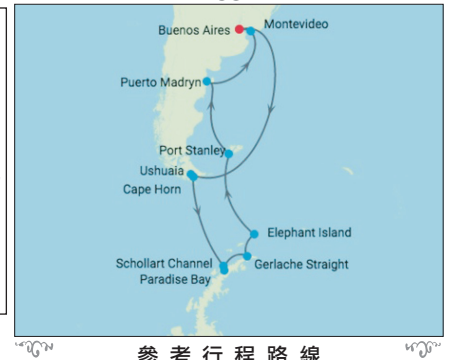 Buenos Aires
Montevideo
Puerto Madryn
Port Stanley
Ushuaia
Cape Horn
Elephant Island
Schollart Channel
Gerlache Straight
Paradise Bay
參考行程路線